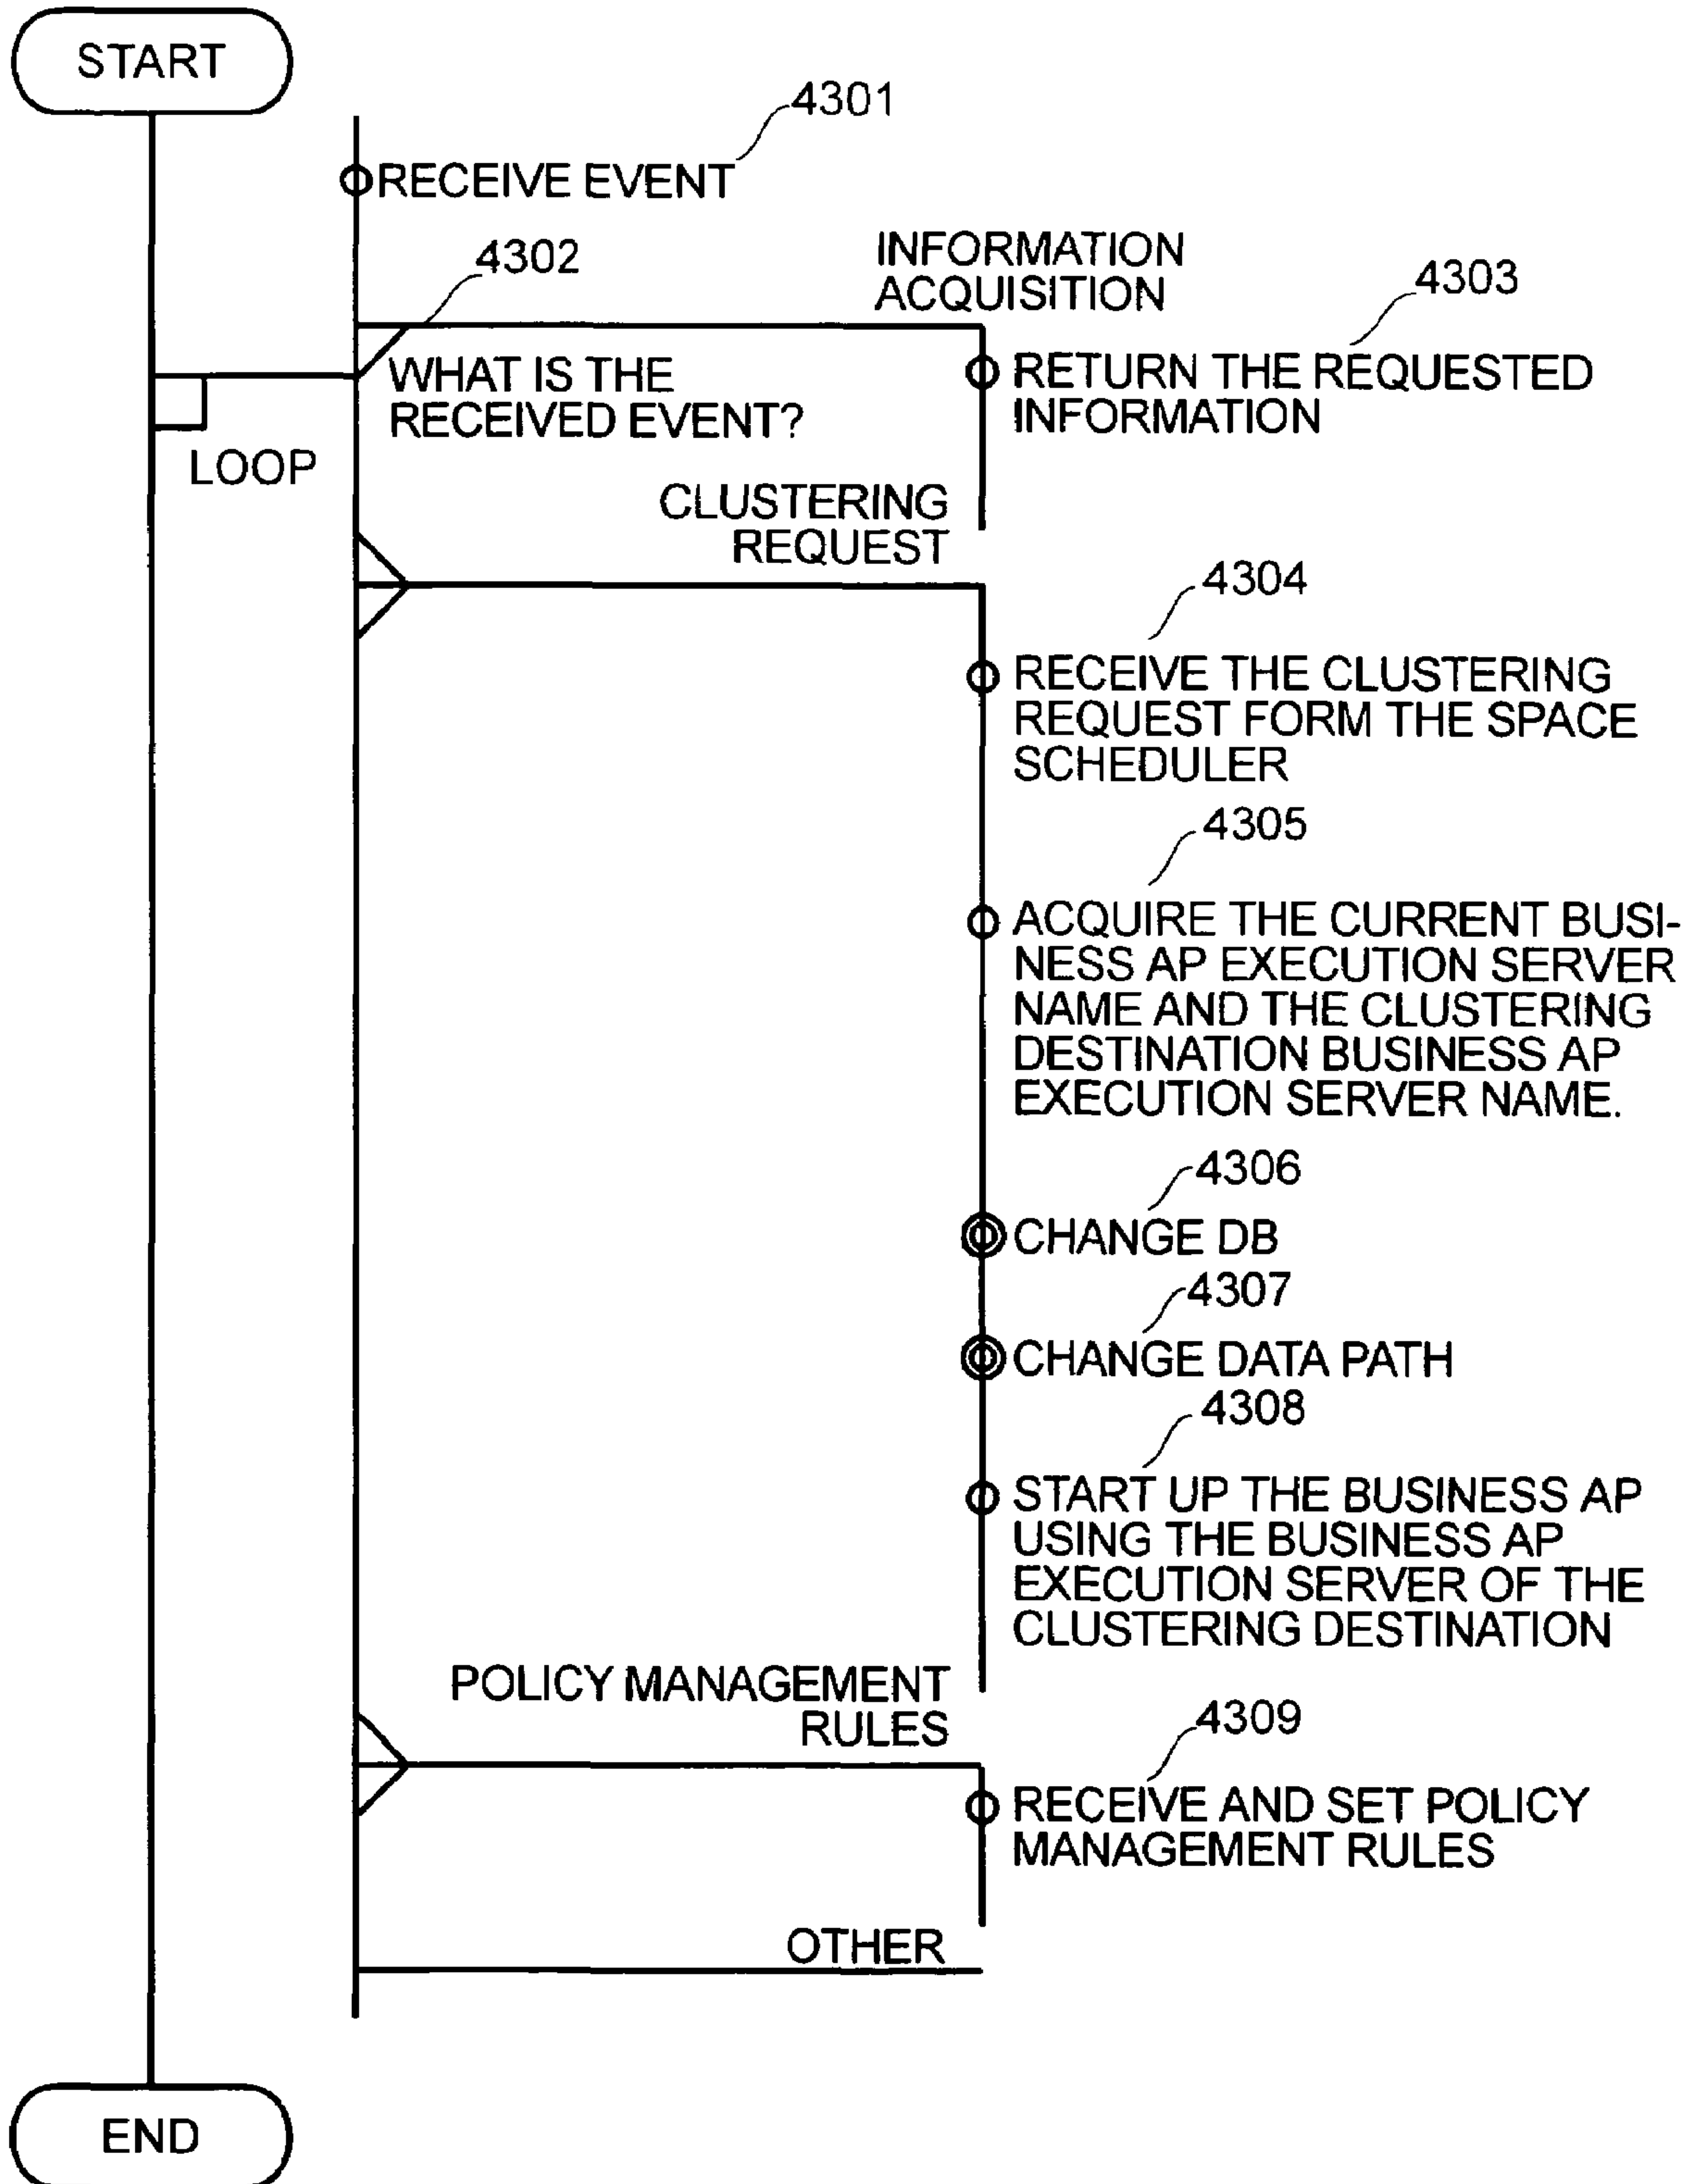 START
4301
RECEIVE EVENT
4302
INFORMATION
ACQUISITION
4303
WHAT IS THE
RECEIVED EVENT?
RETURN THE REQUESTED
INFORMATION
LOOP
CLUSTERING
REQUEST
4304
RECEIVE THE CLUSTERING
REQUEST FORM THE SPACE
SCHEDULER
4305
ACQUIRE THE CURRENT BUSI-
NESS AP EXECUTION SERVER
NAME AND THE CLUSTERING
DESTINATION BUSINESS AP
EXECUTION SERVER NAME.
4306
CHANGE DB
4307
CHANGE DATA PATH
4308
START UP THE BUSINESS AP
USING THE BUSINESS AP
EXECUTION SERVER OF THE
CLUSTERING DESTINATION
POLICY MANAGEMENT
RULES
4309
RECEIVE AND SET POLICY
MANAGEMENT RULES
OTHER
END